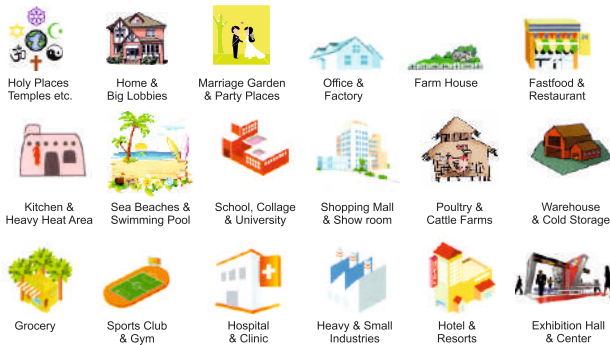 Holy Places
Temples etc.
Home &
Big Lobbies
Marriage Garden
& Party Places
Office &
Factory
Farm House
Fastfood &
Restaurant
Kitchen &
Heavy Heat Area
Sea Beaches &
Swimming Pool
School, Collage
& University
Shopping Mall
& Show room
Poultry &
Cattle Farms
Warehouse
& Cold Storage
Grocery
Sports Club
& Gym
Hospital
& Clinic
Heavy & Small
Industries
Hotel &
Resorts
Exhibition Hall
& Center